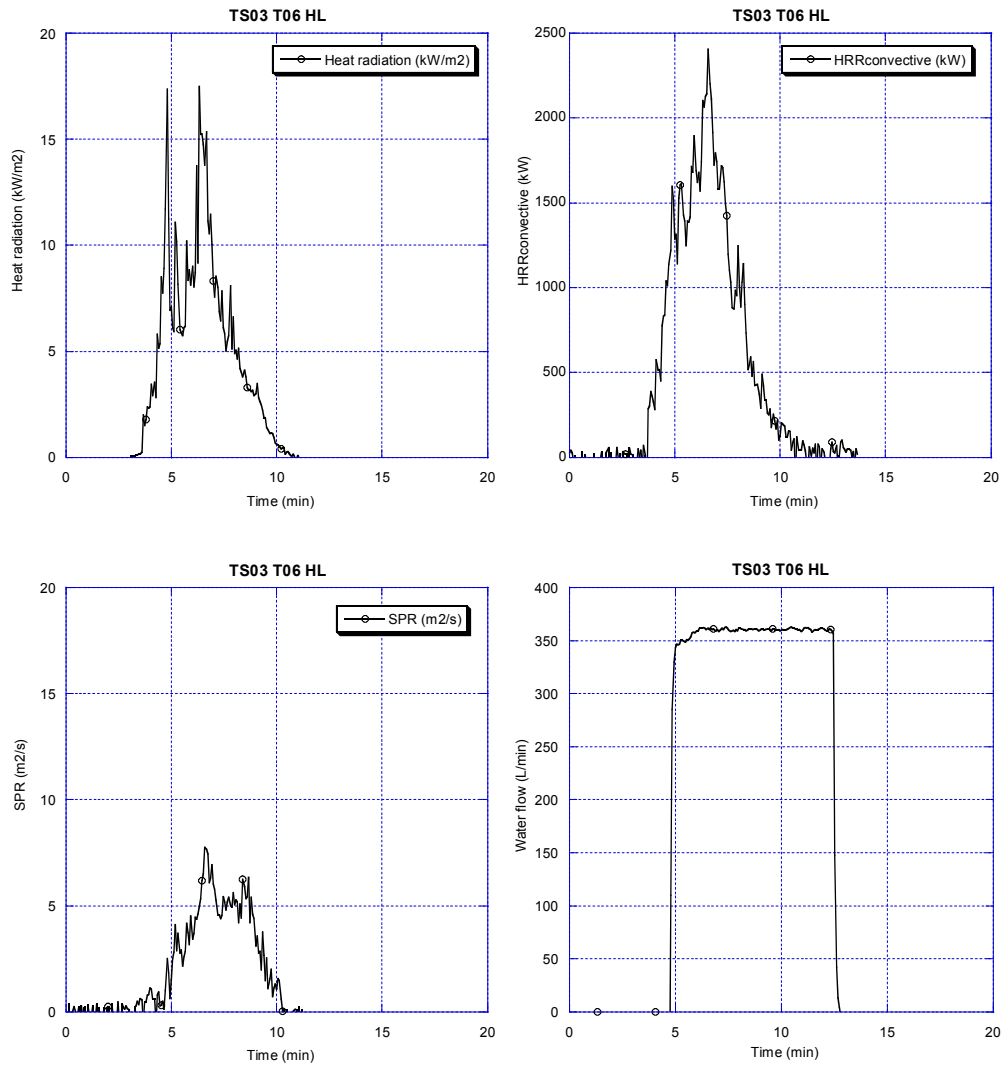 TS03 T06 HL
20
15
10
5
0
Heat radiation (kW/m2)
Heat radiation (kW/m2)
0 5 10 15 20
Time (min)
TS03 T06 HL
2500
2000
1500
1000
500
0
HRRconvective (kW)
HRRconvective (kW)
0 5 10 15 20
Time (min)
TS03 T06 HL
20
15
10
5
0
SPR (m2/s)
SPR (m2/s)
0 5 10 15 20
Time (min)
TS03 T06 HL
400
350
300
250
200
150
100
50
0
Water flow (L/min)
0 5 10 15 20
Time (min)